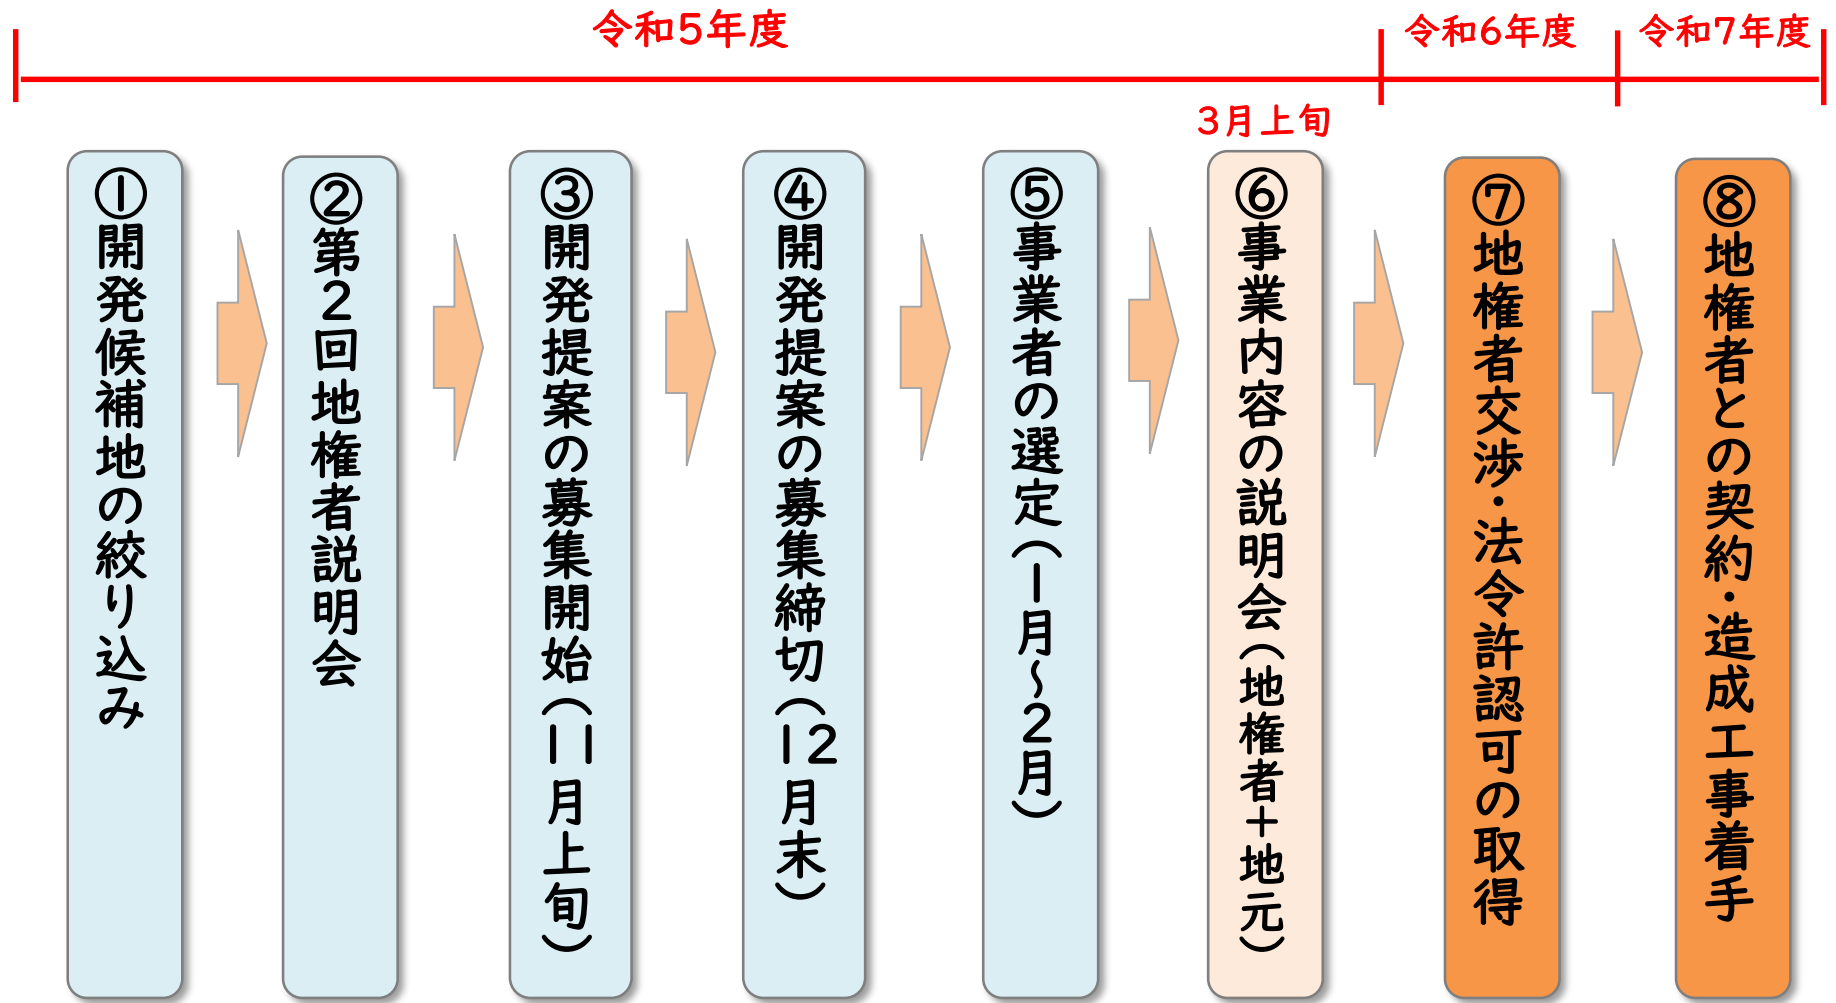 令和5年度
令和6年度
令和7年度
3月上旬
①開発候補地の絞り込み
②第2回地権者説明会
③開発提案の募集開始（11月上旬）
④開発提案の募集締切（12月末）
⑤事業者の選定（1月～2月）
⑥事業内容の説明会（地権者＋地元）
⑦地権者交渉・法令許認可の取得
⑧地権者との契約・造成工事着手